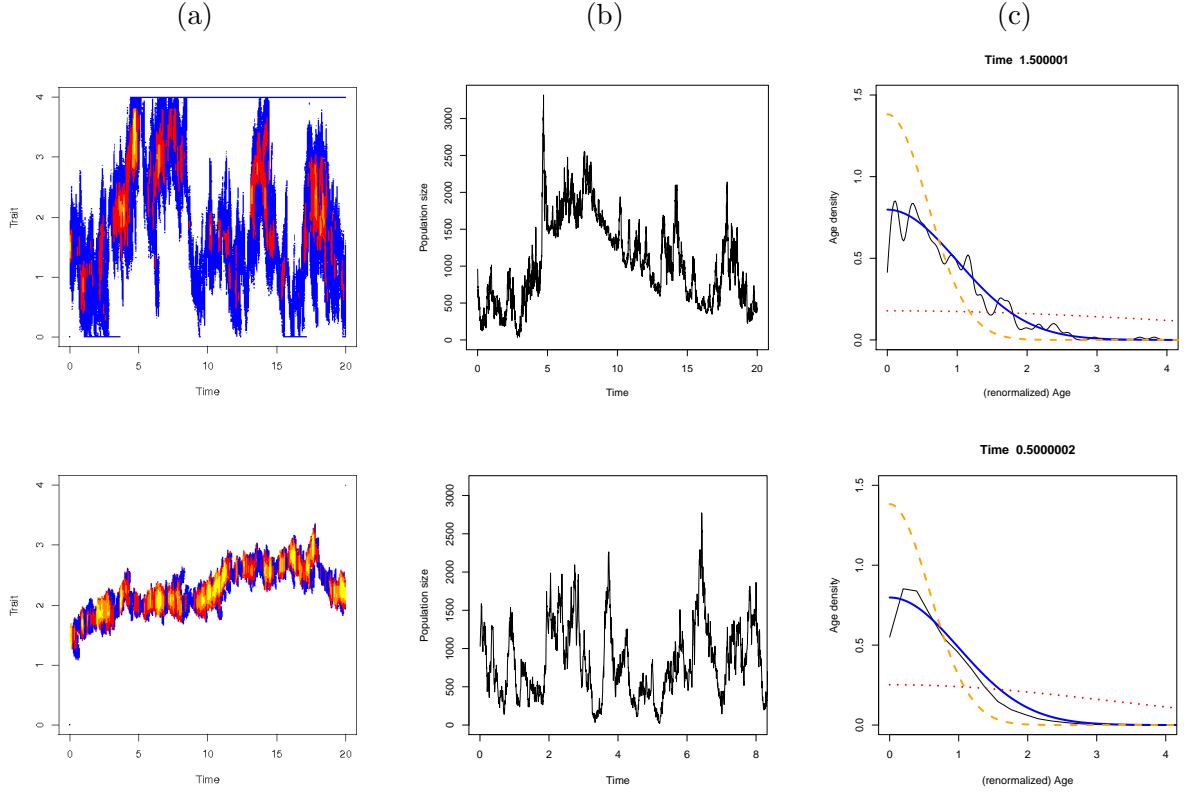 (a)
(b)
(c)
Trait
4
3
2
1
0
0 5 10 15 20
Time
Population size
3000
2500
2000
1500
1000
500
0
0 5 10 15 20
Time
Time 1.500001
Age density
1.5
1.0
0.5
0.0
0 1 2 3 4
(renormalized) Age
Trait
4
3
2
1
0
0 5 10 15 20
Time
Population size
3000
2500
2000
1500
1000
500
0
0 2 4 6 8
Time
Time 0.5000002
Age density
1.5
1.0
0.5
0.0
0 1 2 3 4
(renormalized) Age